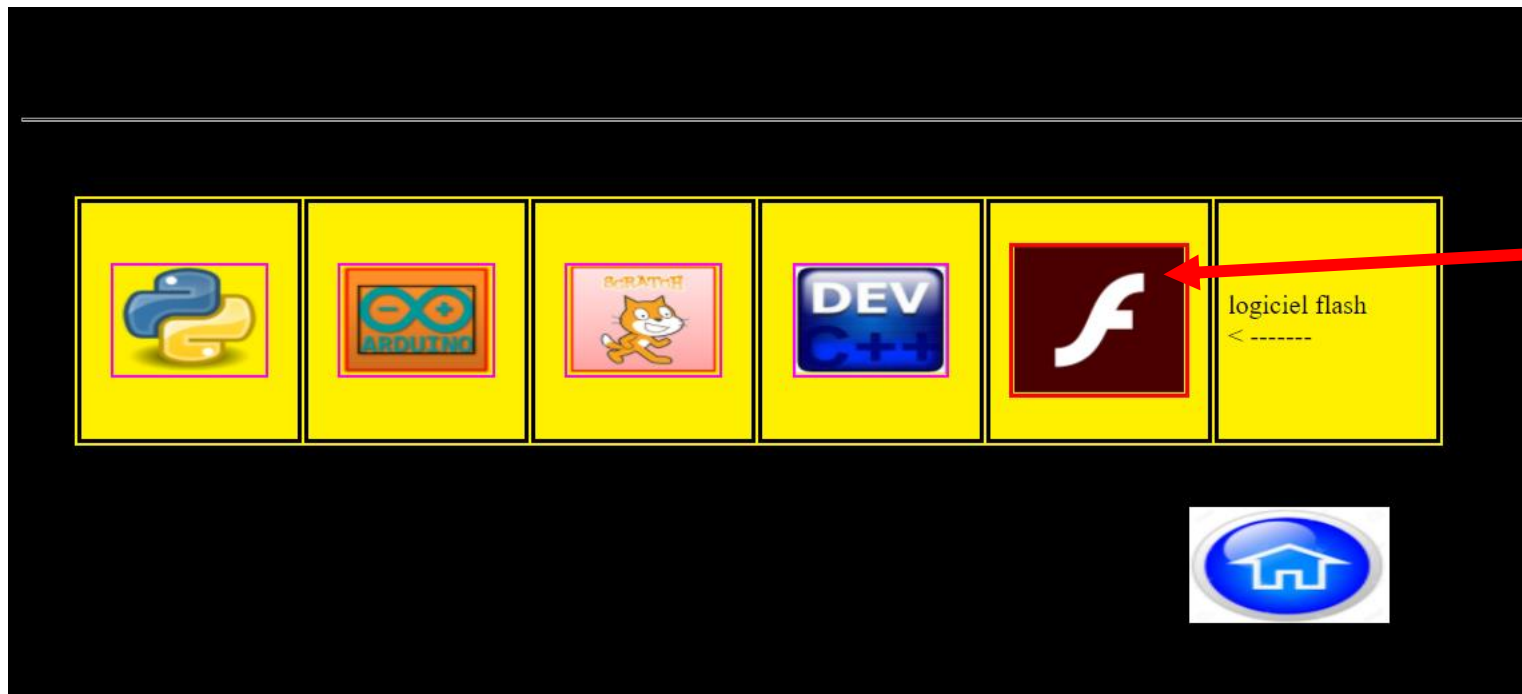 ARDUINO
SCRATCH
DEV
C++
logiciel flash
< -------